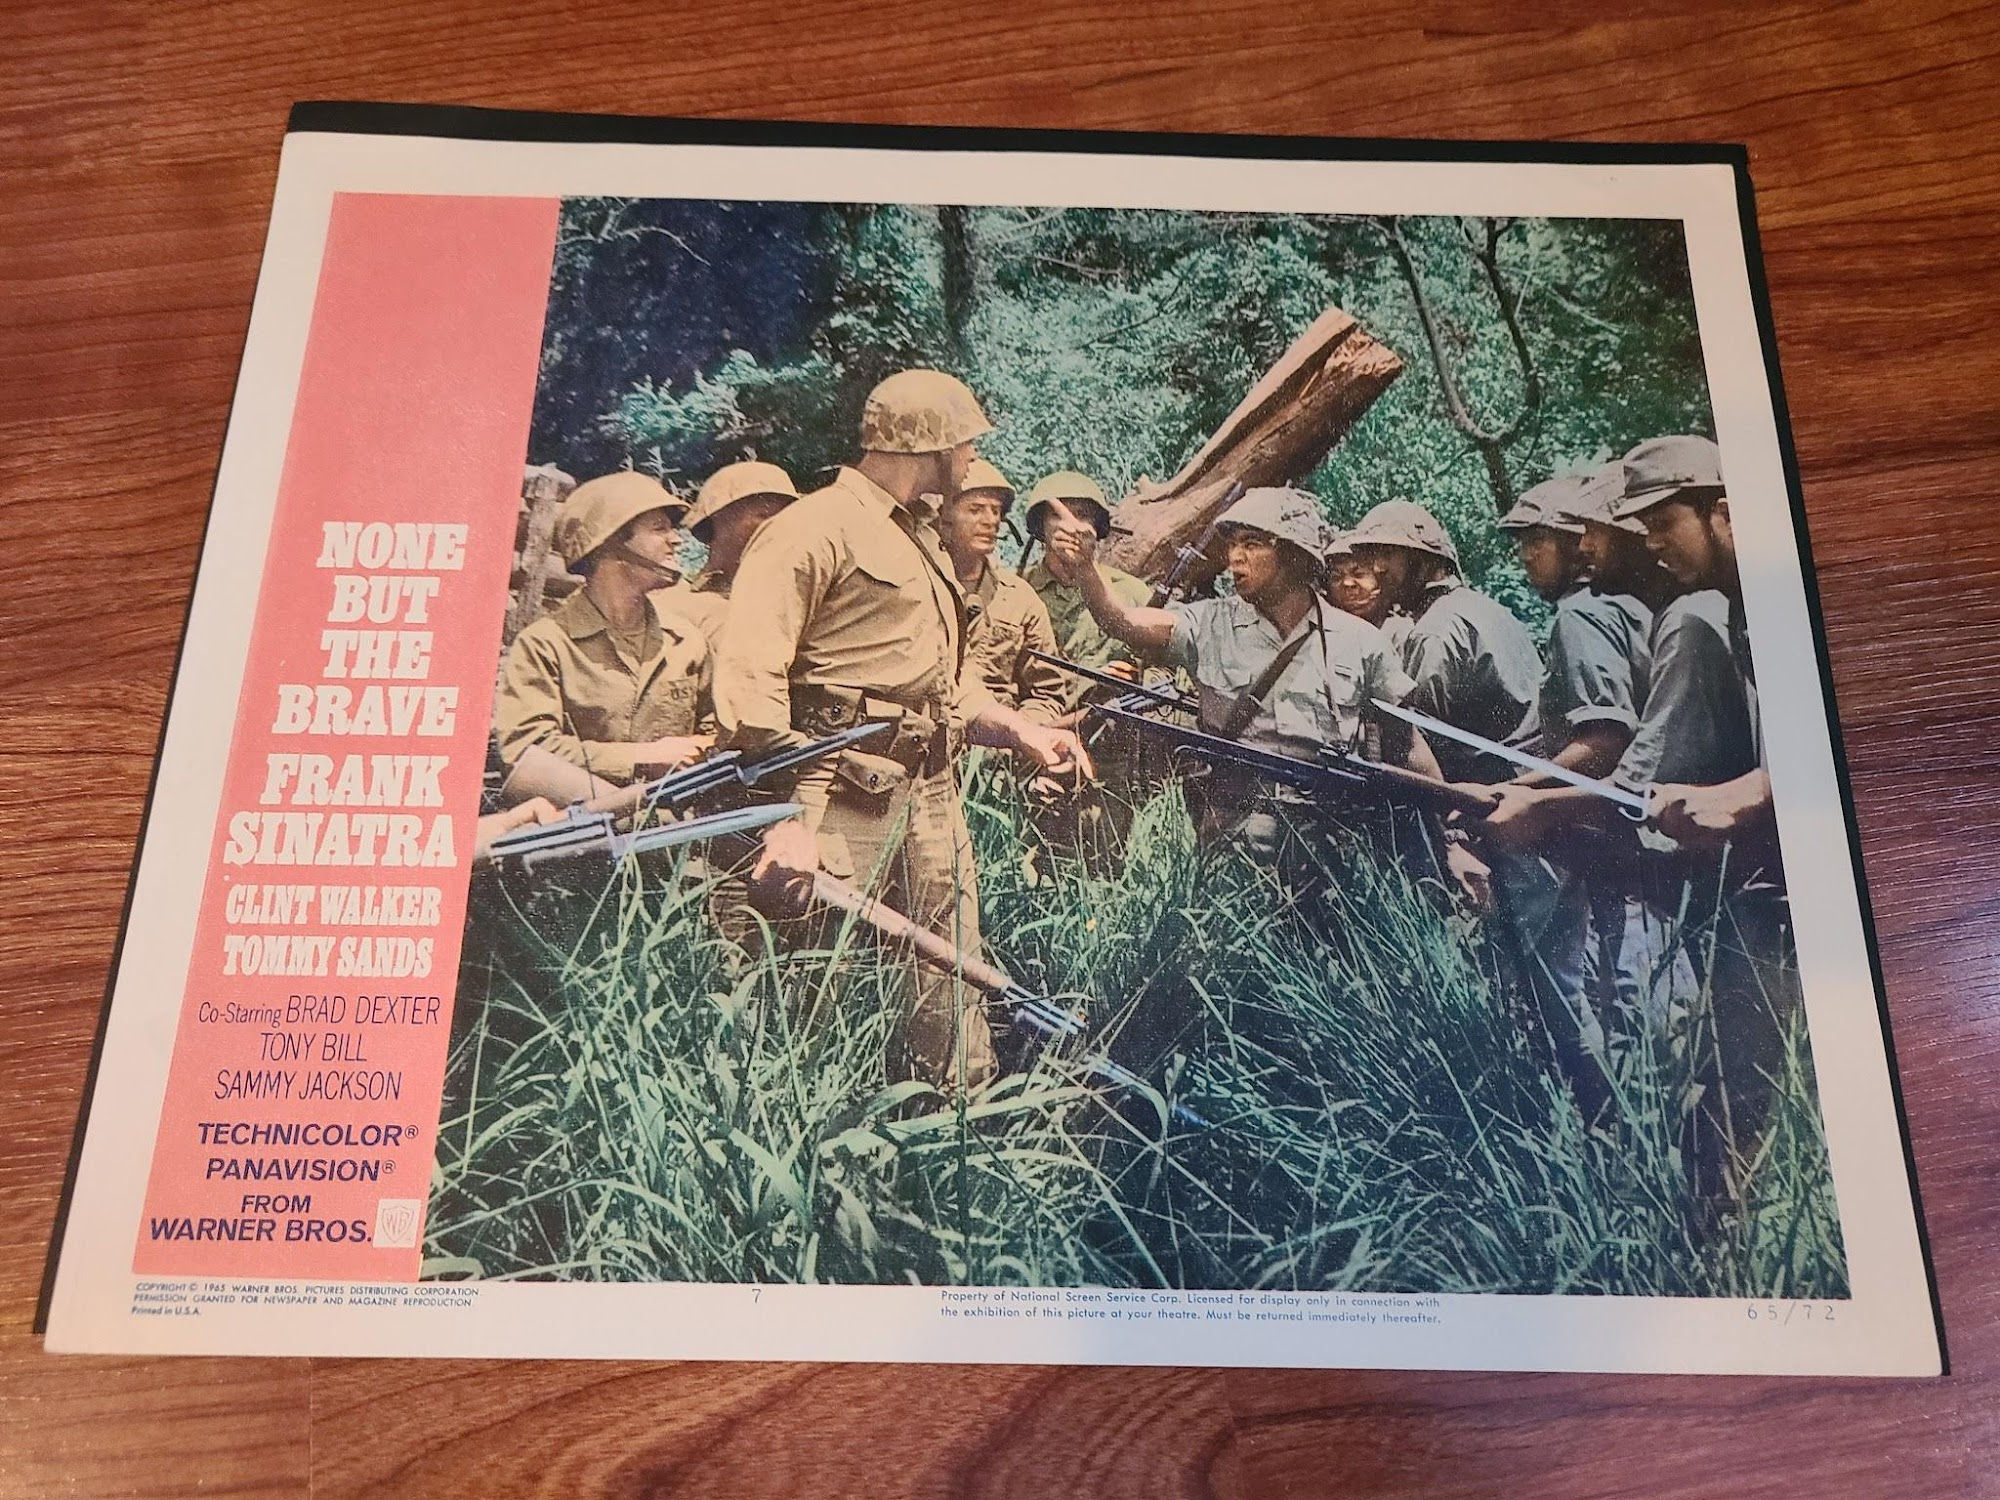 NONE
BUT
THE
BRAVE
FRANK
SINATRA
CLINT WALKER
TOMMY SANDS
Co-Starring BRAD DEXTER
TONY BILL
SAMMY JACKSON
TECHNICOLOR®
PANAVISION®
FROM
WARNER BROS.
WB
COPYRIGHT © 1965 WARNER BROS. PICTURES DISTRIBUTING CORPORATION
PERMISSION GRANTED FOR NEWSPAPER AND MAGAZINE REPRODUCTION.
Printed in U.S.A.
7
Property of National Screen Service Corp. Licensed for display only in connection with
the exhibition of this picture at your theatre. Must be returned immediately thereafter.
65/72